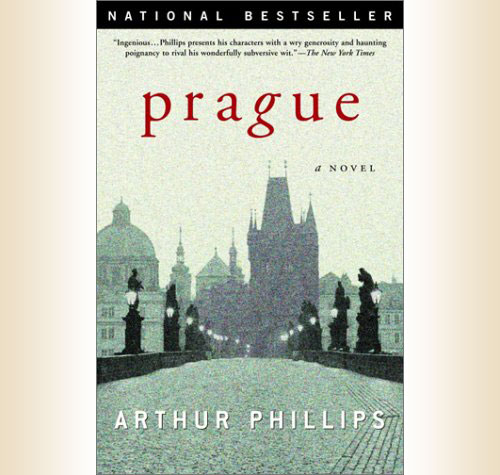 NATIONAL BESTSELLER
"Ingenious...Phillips presents his characters with a wry generosity and haunting
poignancy to rival his wonderfully subversive wit."—The New York Times
prague
a NOVEL
ARTHUR PHILLIPS